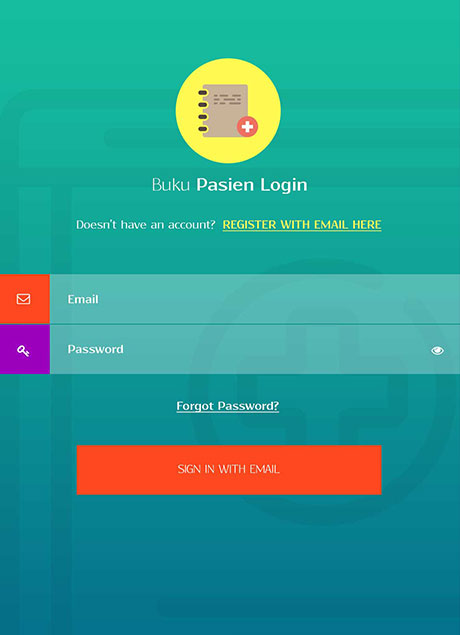 Buku Pasien Login
Doesn't have an account? REGISTER WITH EMAIL HERE
Email
Password
Forgot Password?
SIGN IN WITH EMAIL